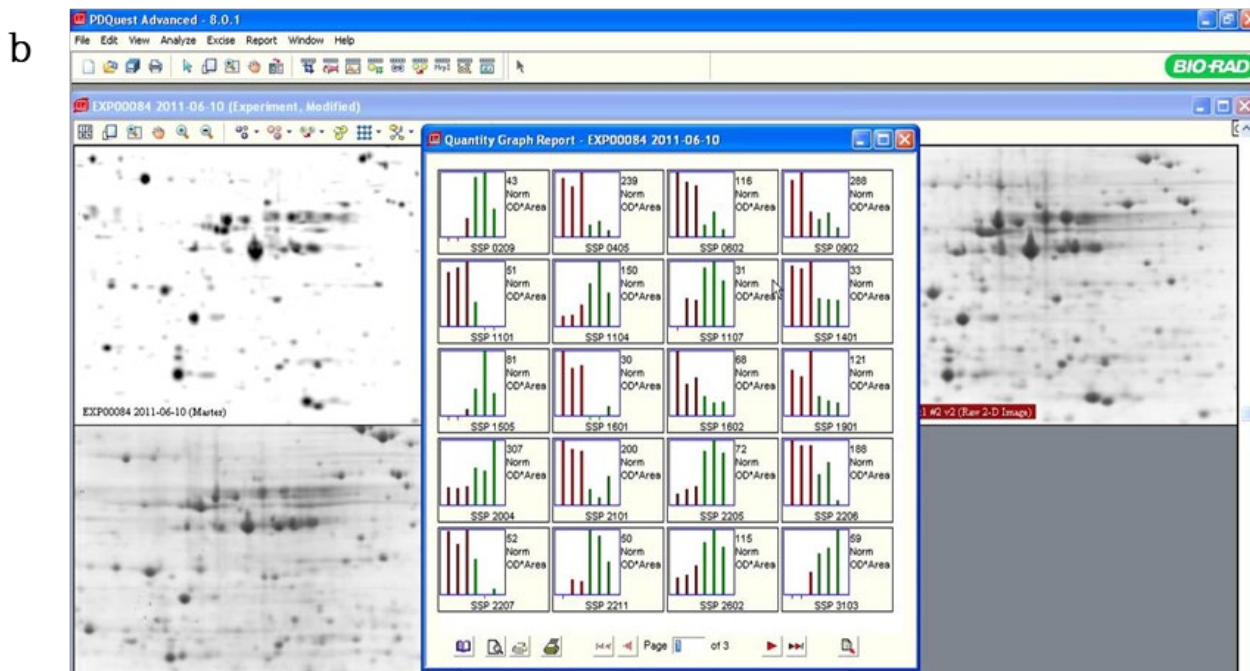 b
PDQuest Advanced - 8.0.1
File Edit View Analyze Excise Report Window Help
BIO-RAD
EXP00084 2011-06-10 (Experiment, Modified)
Quantity Graph Report - EXP00084 2011-06-10
43 Norm OD*Area SSP 0209
239 Norm OD*Area SSP 0405
116 Norm OD*Area SSP 0602
288 Norm OD*Area SSP 0902
51 Norm OD*Area SSP 1101
150 Norm OD*Area SSP 1104
31 Norm OD*Area SSP 1107
33 Norm OD*Area SSP 1401
81 Norm OD*Area SSP 1505
30 Norm OD*Area SSP 1601
68 Norm OD*Area SSP 1602
121 Norm OD*Area SSP 1901
307 Norm OD*Area SSP 2004
200 Norm OD*Area SSP 2101
72 Norm OD*Area SSP 2205
188 Norm OD*Area SSP 2206
52 Norm OD*Area SSP 2207
50 Norm OD*Area SSP 2211
115 Norm OD*Area SSP 2602
59 Norm OD*Area SSP 3103
EXP00084 2011-06-10 (Master)
#2 v2 (Raw 2-D Image)
Page 1 of 3